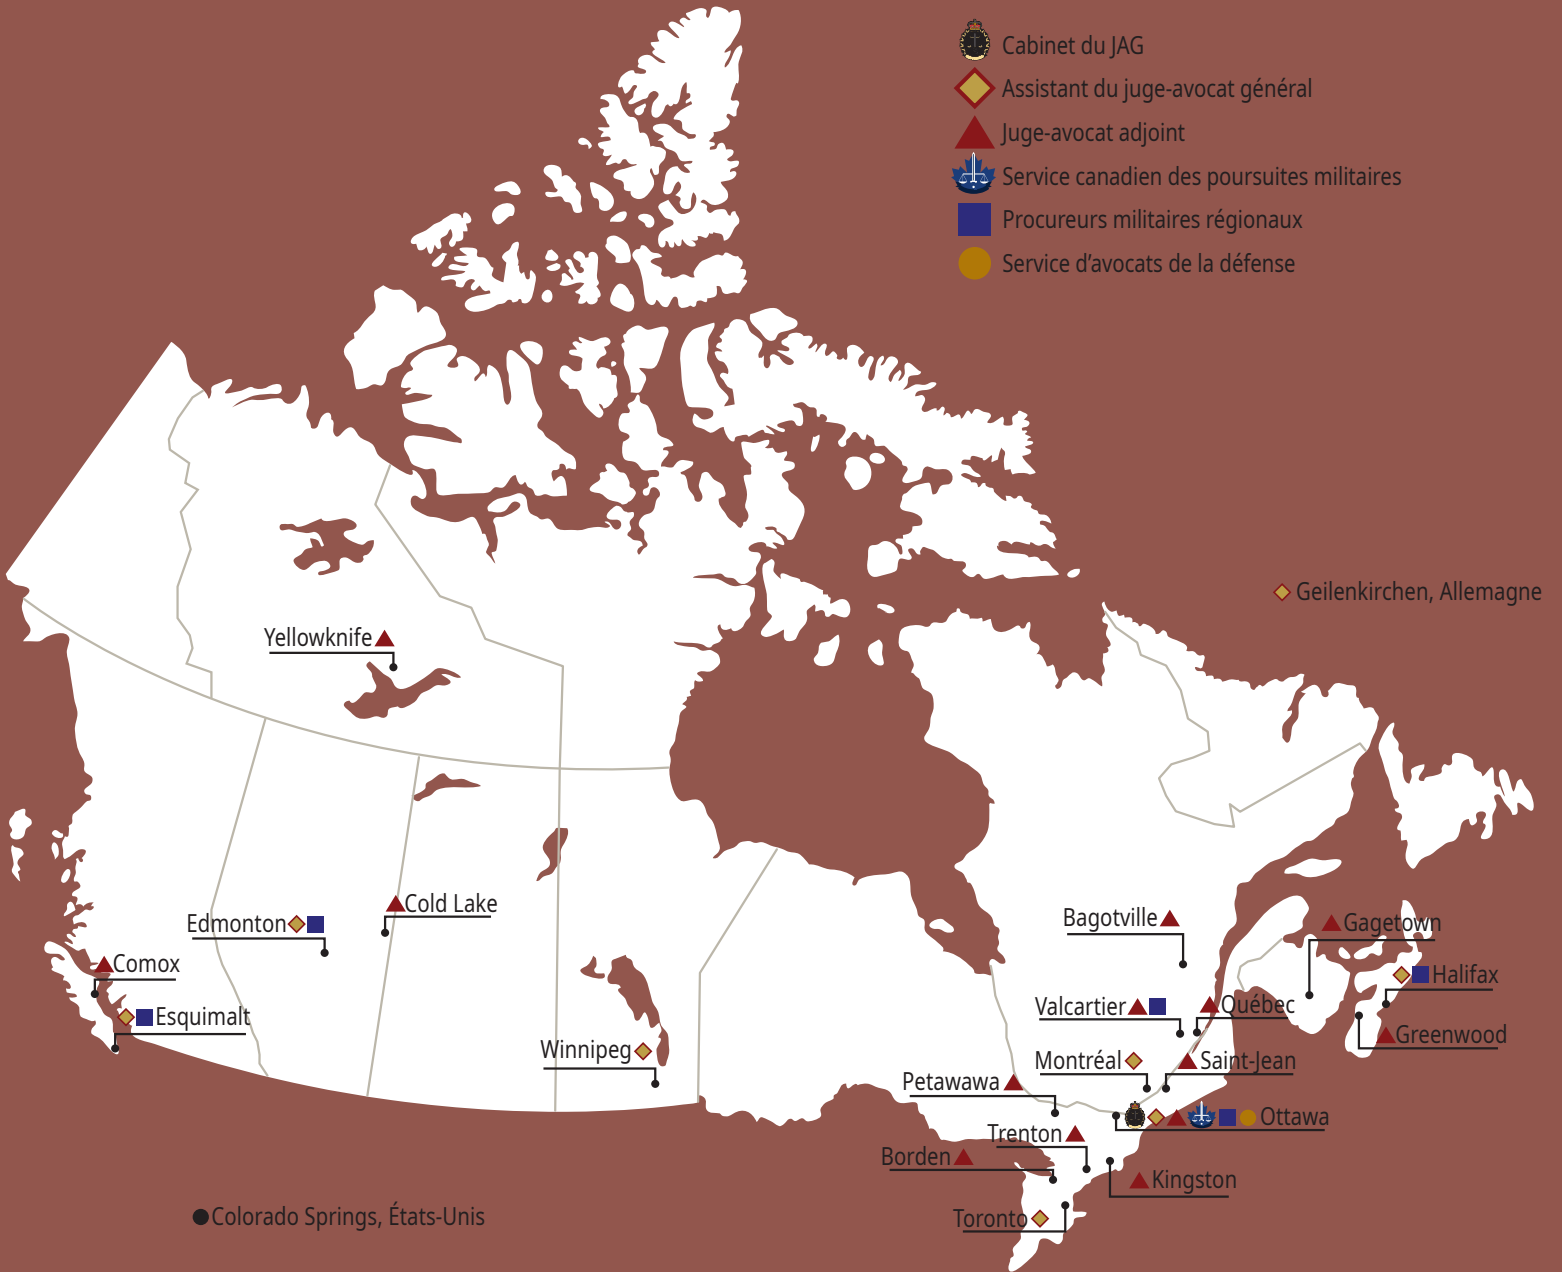 Cabinet du JAG
Assistant du juge-avocat général
Juge-avocat adjoint
Service canadien des poursuites militaires
Procureurs militaires régionaux
Service d’avocats de la défense
Geilenkirchen, Allemagne
Yellowknife
Cold Lake
Edmonton
Comox
Esquimalt
Winnipeg
Bagotville
Gagetown
Halifax
Valcartier
Québec
Greenwood
Montréal
Saint-Jean
Petawawa
Ottawa
Trenton
Borden
Kingston
Toronto
Colorado Springs, États-Unis